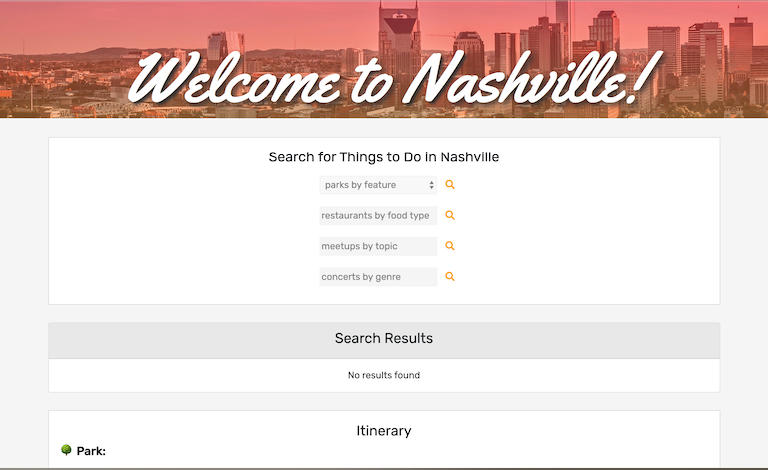 Welcome to Nashville!
Search for Things to Do in Nashville
parks by feature
restaurants by food type
meetups by topic
concerts by genre
Search Results
No results found
Itinerary
Park: